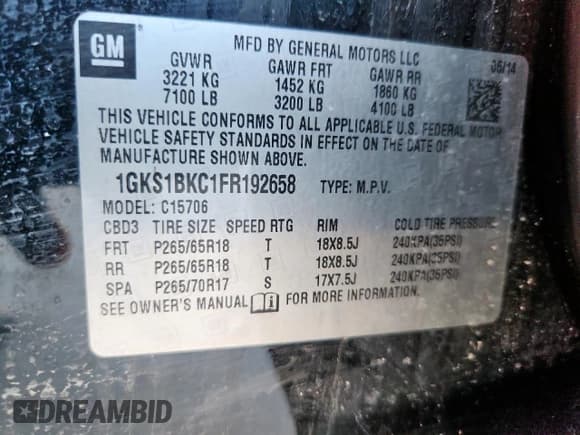 GM
MFD BY GENERAL MOTORS LLC 06/14
GVWR GAWR FRT GAWR RR
3221 KG 1452 KG 1860 KG
7100 LB 3200 LB 4100 LB
THIS VEHICLE CONFORMS TO ALL APPLICABLE U.S. FEDERAL MOTOR
VEHICLE SAFETY STANDARDS IN EFFECT ON THE DATE OF
MANUFACTURE SHOWN ABOVE.
1GKS1BKC1FR192658 TYPE: M.P.V.
MODEL: C15706
CBD3 TIRE SIZE SPEED RTG RIM COLD TIRE PRESSURE
FRT P265/65R18 T 18X8.5J 240KPA(35PSI)
RR P265/65R18 T 18X8.5J 240KPA(35PSI)
SPA P265/70R17 S 17X7.5J 240KPA(35PSI)
SEE OWNER'S MANUAL FOR MORE INFORMATION.
DREAMBID